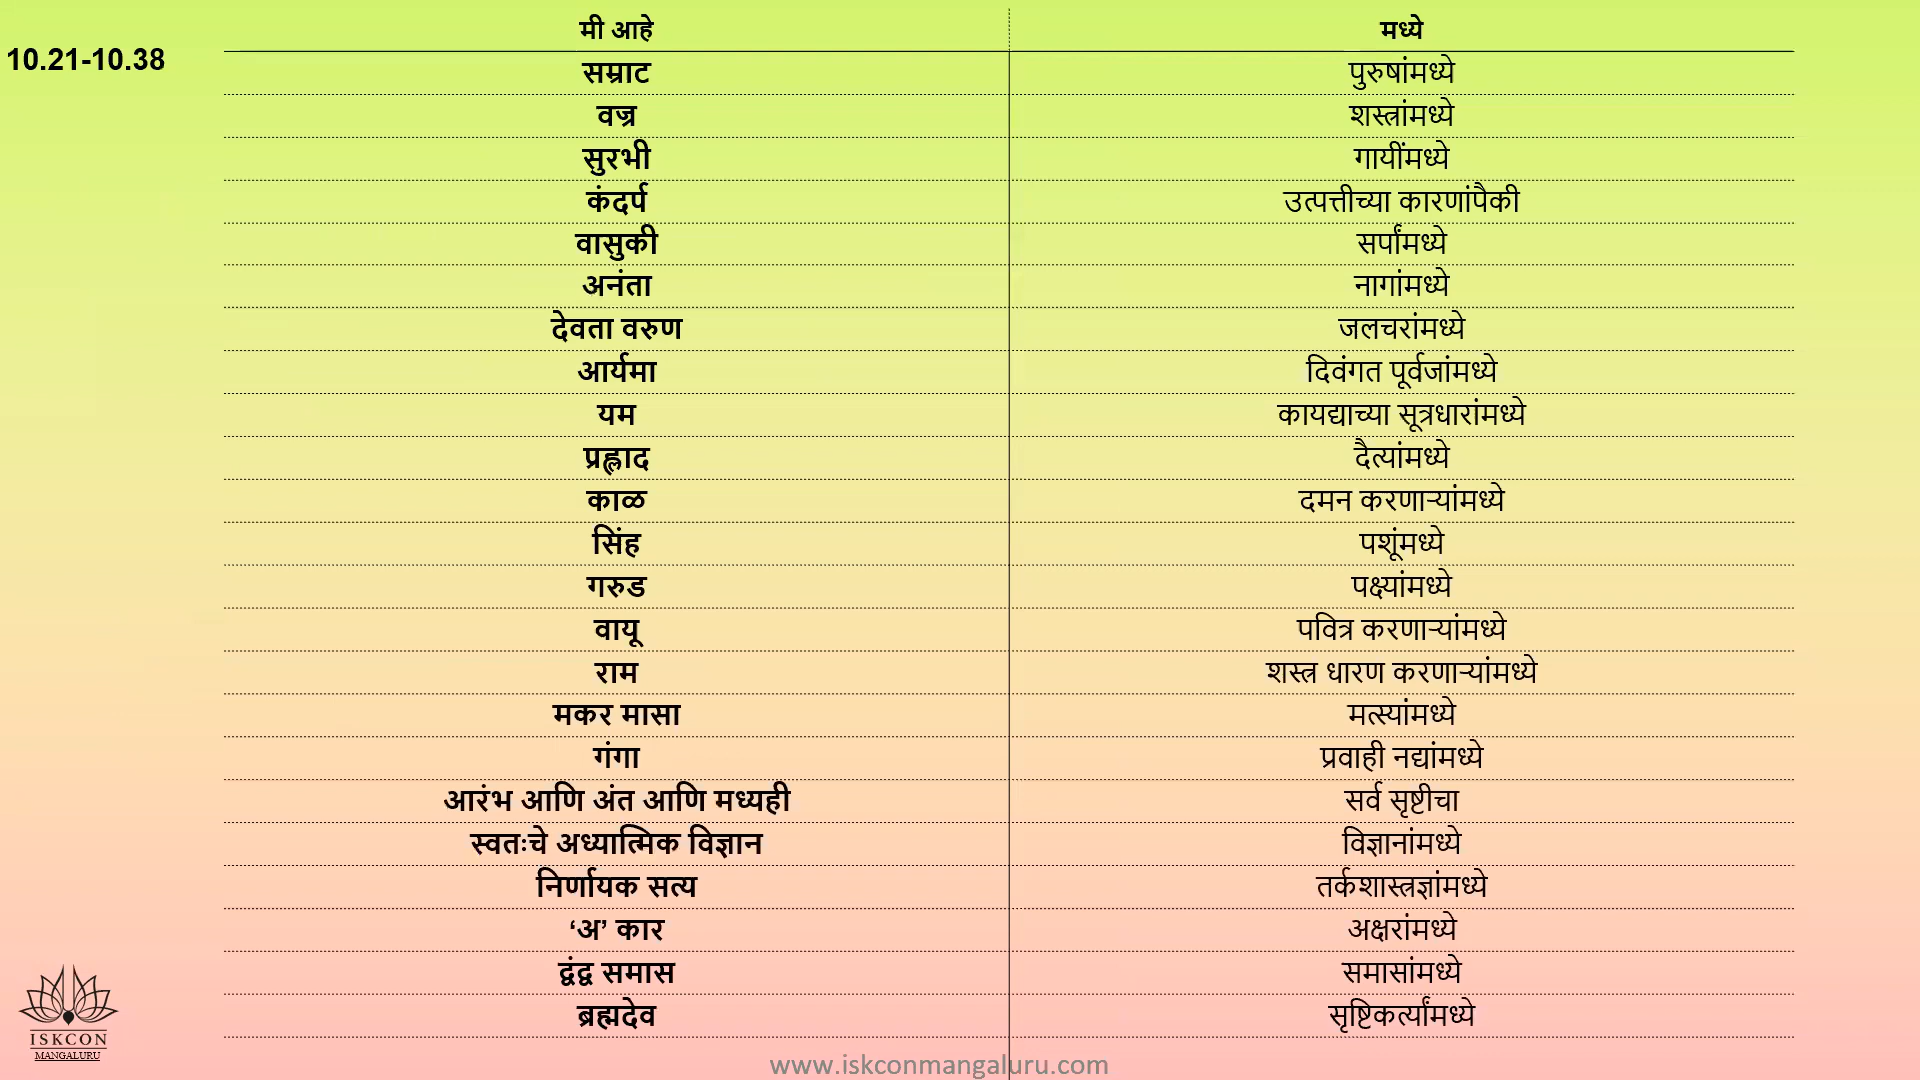 मी आहे मध्ये
10.21-10.38
सम्राट पुरुषांमध्ये
वज्र शस्त्रांमध्ये
सुरभी गायींमध्ये
कंदर्प उत्पत्तीच्या कारणांपैकी
वासुकी सर्पांमध्ये
अनंता नागांमध्ये
देवता वरुण जलचरांमध्ये
आर्यमा दिवंगत पूर्वजांमध्ये
यम कायद्याच्या सूत्रधारांमध्ये
प्रह्लाद दैत्यांमध्ये
काळ दमन करणाऱ्यांमध्ये
सिंह पशूंमध्ये
गरुड पक्ष्यांमध्ये
वायू पवित्र करणाऱ्यांमध्ये
राम शस्त्र धारण करणाऱ्यांमध्ये
मकर मासा मत्स्यांमध्ये
गंगा प्रवाही नद्यांमध्ये
आरंभ आणि अंत आणि मध्यही सर्व सृष्टीचा
स्वतःचे अध्यात्मिक विज्ञान विज्ञानांमध्ये
निर्णायक सत्य तर्कशास्त्रज्ञांमध्ये
‘अ’ कार अक्षरांमध्ये
द्वंद्व समास समासांमध्ये
ब्रह्मदेव सृष्टिकर्त्यांमध्ये
ISKCON
MANGALURU
www.iskconmangaluru.com